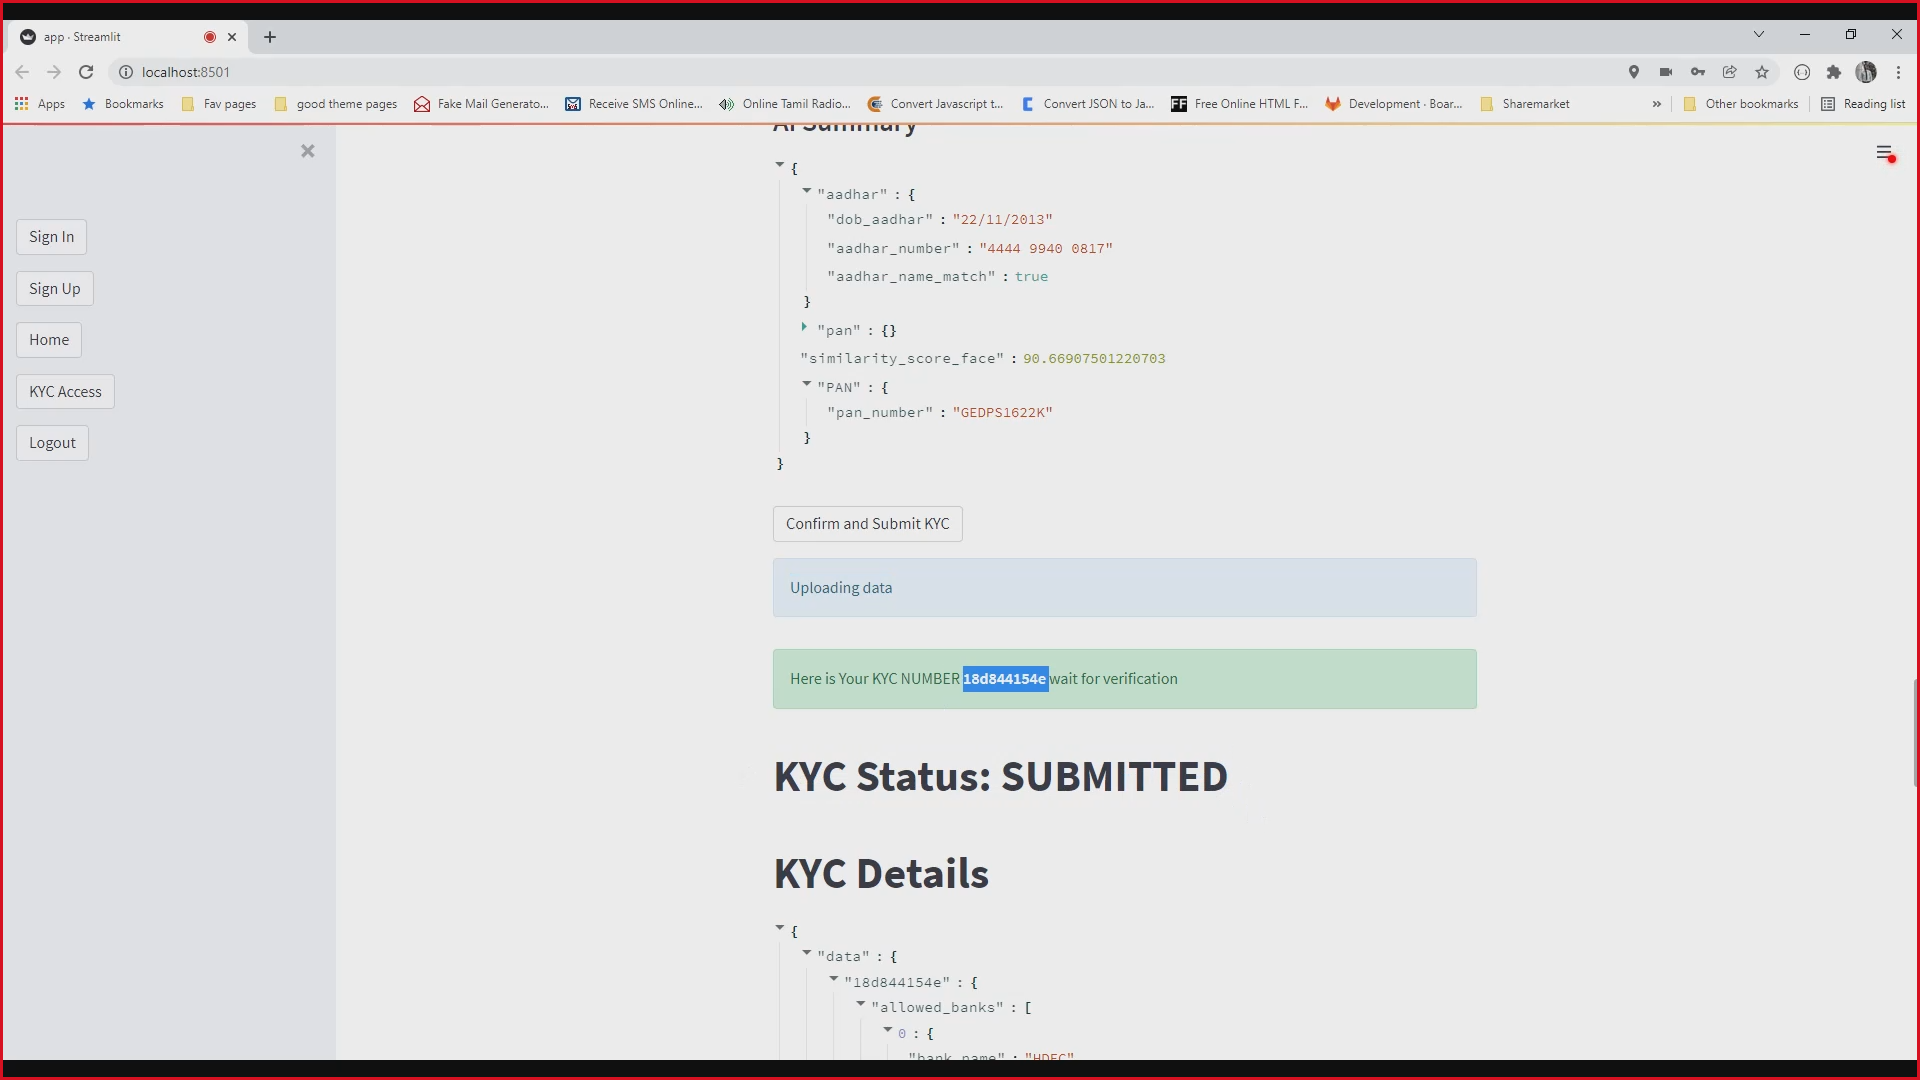 app · Streamlit
localhost:8501
Apps
Bookmarks
Fav pages
good theme pages
Fake Mail Generato...
Receive SMS Online...
Online Tamil Radio...
Convert Javascript t...
Convert JSON to Ja...
Free Online HTML F...
Development · Boar...
Sharemarket
»
Other bookmarks
Reading list
AI Summary
Sign In
Sign Up
Home
KYC Access
Logout
{
"aadhar" : {
"dob_aadhar" : "22/11/2013"
"aadhar_number" : "4444 9940 0817"
"aadhar_name_match" : true
}
"pan" : {}
"similarity_score_face" : 90.66907501220703
"PAN" : {
"pan_number" : "GEDPS1622K"
}
}
Confirm and Submit KYC
Uploading data
Here is Your KYC NUMBER 18d844154e wait for verification
KYC Status: SUBMITTED
KYC Details
{
"data" : {
"18d844154e" : {
"allowed_banks" : [
0 : {
"bank_name" : "HDFC"